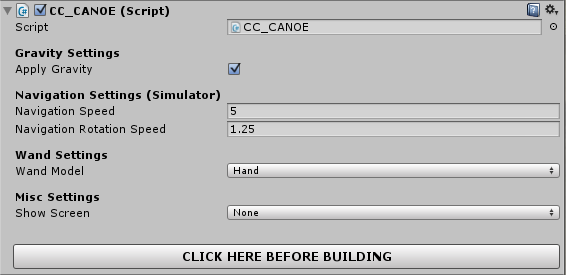 CC_CANOE (Script)
Script CC_CANOE
Gravity Settings
Apply Gravity
Navigation Settings (Simulator)
Navigation Speed 5
Navigation Rotation Speed 1.25
Wand Settings
Wand Model Hand
Misc Settings
Show Screen None
CLICK HERE BEFORE BUILDING